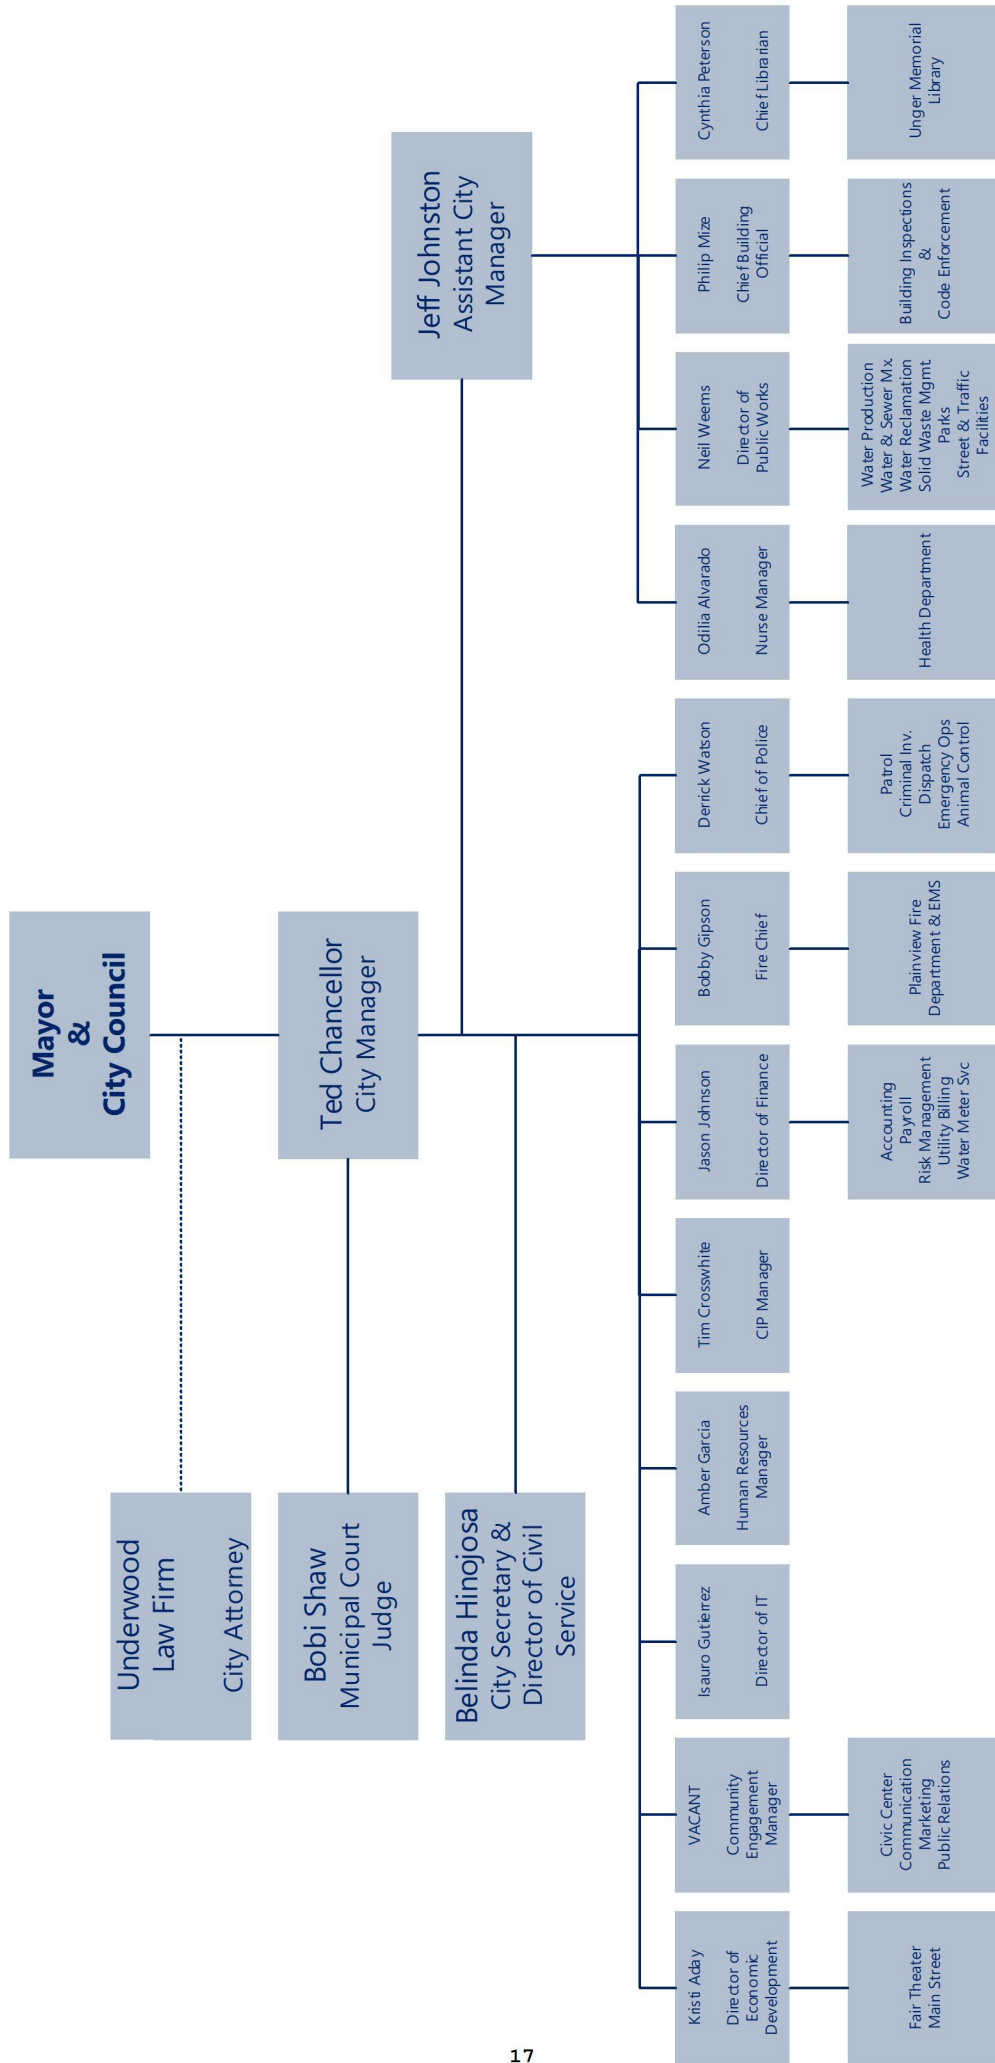 Mayor
&
City Council
Underwood
Law Firm
City Attorney
Ted Chancellor
City Manager
Bobi Shaw
Municipal Court
Judge
Belinda Hinojosa
City Secretary &
Director of Civil
Service
Jeff Johnston
Assistant City
Manager
Kristi Aday
Director of
Economic
Development
VACANT
Community
Engagement
Manager
Isauro Gutierrez
Director of IT
Amber Garcia
Human Resources
Manager
Tim Crosswhite
CIP Manager
Jason Johnson
Director of Finance
Bobby Gipson
Fire Chief
Derrick Watson
Chief of Police
Odilia Alvarado
Nurse Manager
Neil Weems
Director of
Public Works
Philip Mize
Chief Building
Official
Cynthia Peterson
Chief Librarian
Fair Theater
Main Street
Civic Center
Communication
Marketing
Public Relations
Accounting
Payroll
Risk Management
Utility Billing
Water Meter Svc
Plainview Fire
Department & EMS
Patrol
Criminal Inv.
Dispatch
Emergency Ops
Animal Control
Health Department
Water Production
Water & Sewer Mx.
Water Reclamation
Solid Waste Mgmt
Parks
Street & Traffic
Facilities
Building Inspections
&
Code Enforcement
Unger Memorial
Library
17